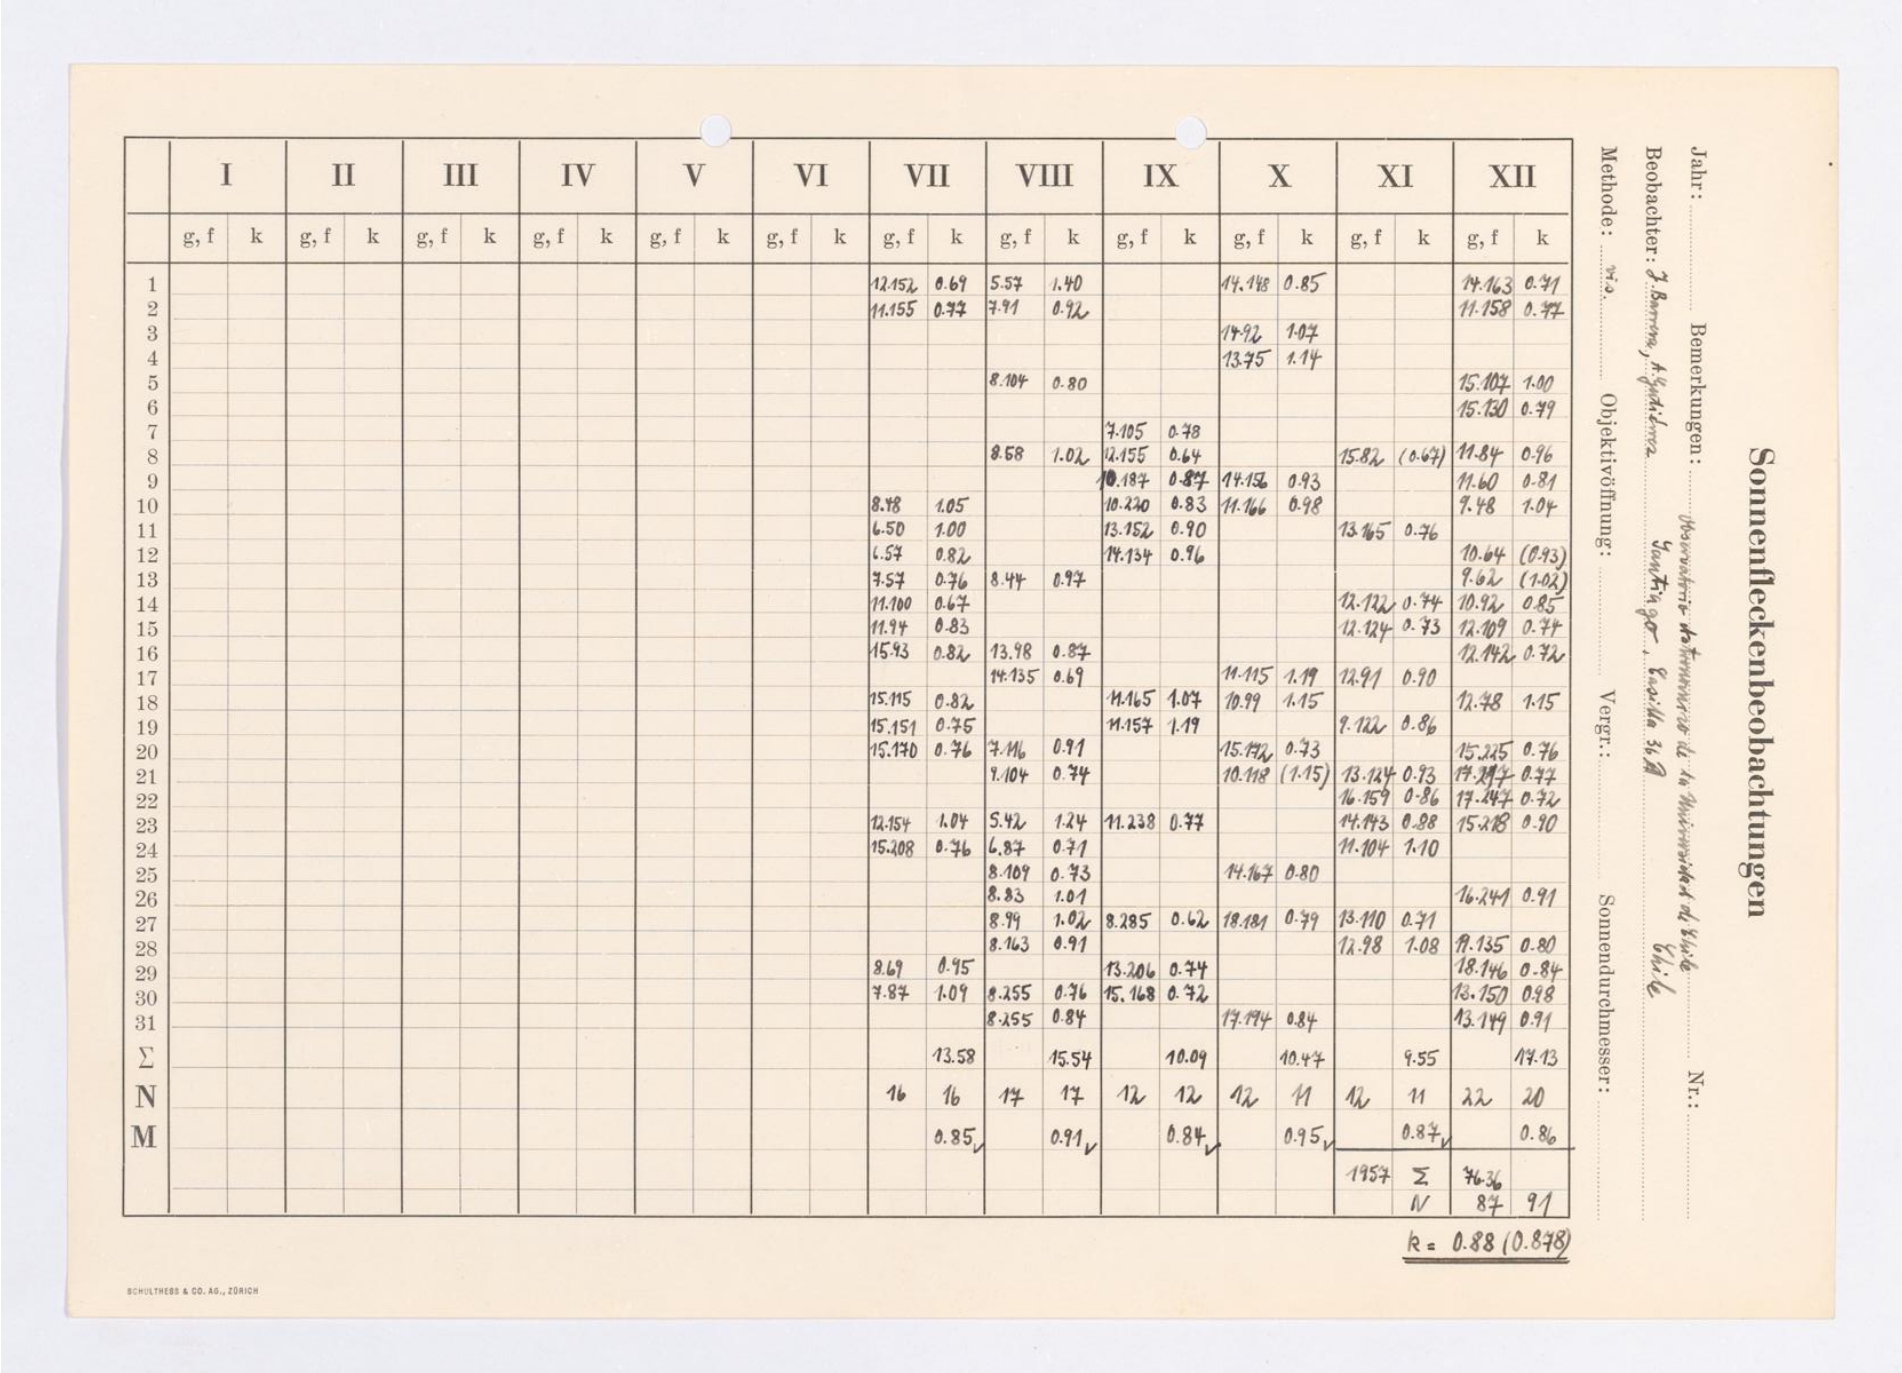 Sonnenfleckenbeobachtungen
Jahr: Bemerkungen: Observatorio Astronomico de la Universidad de Chile Nr.:
Beobachter: J. Barrera, A. Gutiérrez Santiago, Casilla 36 D Chile
Methode: vis. Objektivöffnung: Vergr.: Sonnendurchmesser:
I II III IV V VI VII VIII IX X XI XII
g, f k g, f k g, f k g, f k g, f k g, f k g, f k g, f k g, f k g, f k g, f k g, f k
1 12.152 0.69 5.57 1.40 14.148 0.85 14.163 0.71
2 11.155 0.77 7.91 0.92 11.158 0.77
3 14.92 1.07
4 13.75 1.14
5 8.104 0.80 15.107 1.00
6 15.130 0.79
7 7.105 0.78
8 8.58 1.02 12.155 0.64 15.82 (0.67) 11.84 0.96
9 10.187 0.87 14.156 0.93 11.60 0.81
10 8.48 1.05 10.220 0.83 11.166 0.98 9.48 1.04
11 6.50 1.00 13.152 0.90 13.165 0.76
12 6.57 0.82 14.134 0.96 10.64 (0.93)
13 7.57 0.76 8.44 0.97 9.62 (1.02)
14 11.100 0.67 12.122 0.74 10.92 0.85
15 11.94 0.83 12.124 0.73 12.109 0.74
16 15.93 0.82 13.98 0.87 12.142 0.72
17 14.135 0.69 11.115 1.19 12.91 0.90
18 15.115 0.82 11.165 1.07 10.99 1.15 12.78 1.15
19 15.151 0.75 11.157 1.19 9.122 0.86
20 15.170 0.76 7.116 0.91 15.192 0.73 15.225 0.76
21 9.104 0.74 10.118 (1.15) 13.124 0.93 17.217 0.77
22 16.159 0.86 17.247 0.72
23 12.154 1.04 5.42 1.24 11.238 0.77 14.143 0.88 15.218 0.90
24 15.208 0.76 6.87 0.71 11.104 1.10
25 8.109 0.73 14.167 0.80
26 8.83 1.01 16.241 0.91
27 8.99 1.02 8.285 0.62 18.181 0.79 13.110 0.71
28 8.163 0.91 12.98 1.08 19.135 0.80
29 8.69 0.95 13.206 0.74 18.146 0.84
30 7.87 1.09 8.255 0.76 15.168 0.72 13.150 0.98
31 8.255 0.84 17.194 0.84 13.149 0.91
Σ 13.58 15.54 10.09 10.47 9.55 17.13
N 16 16 17 17 12 12 12 11 12 11 22 20
M 0.85 0.91 0.84 0.95 0.87 0.86
1957 Σ 76.36
N 87 91
k = 0.88 (0.878)
SCHULTHESS & CO. AG., ZÜRICH